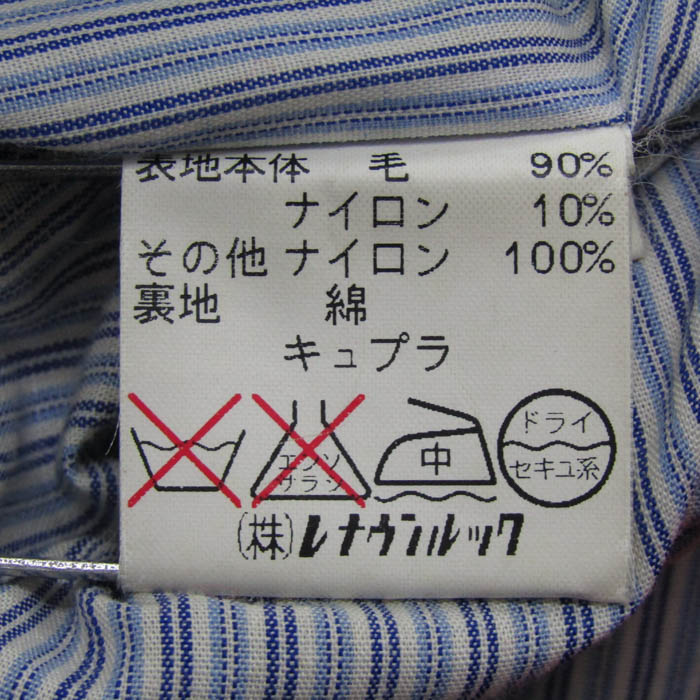 表地本体 毛 90%
ナイロン 10%
その他 ナイロン 100%
裏地 綿
キュプラ
エンソ
サラシ
中
ドライ
セキユ系
(株)レナウンルック